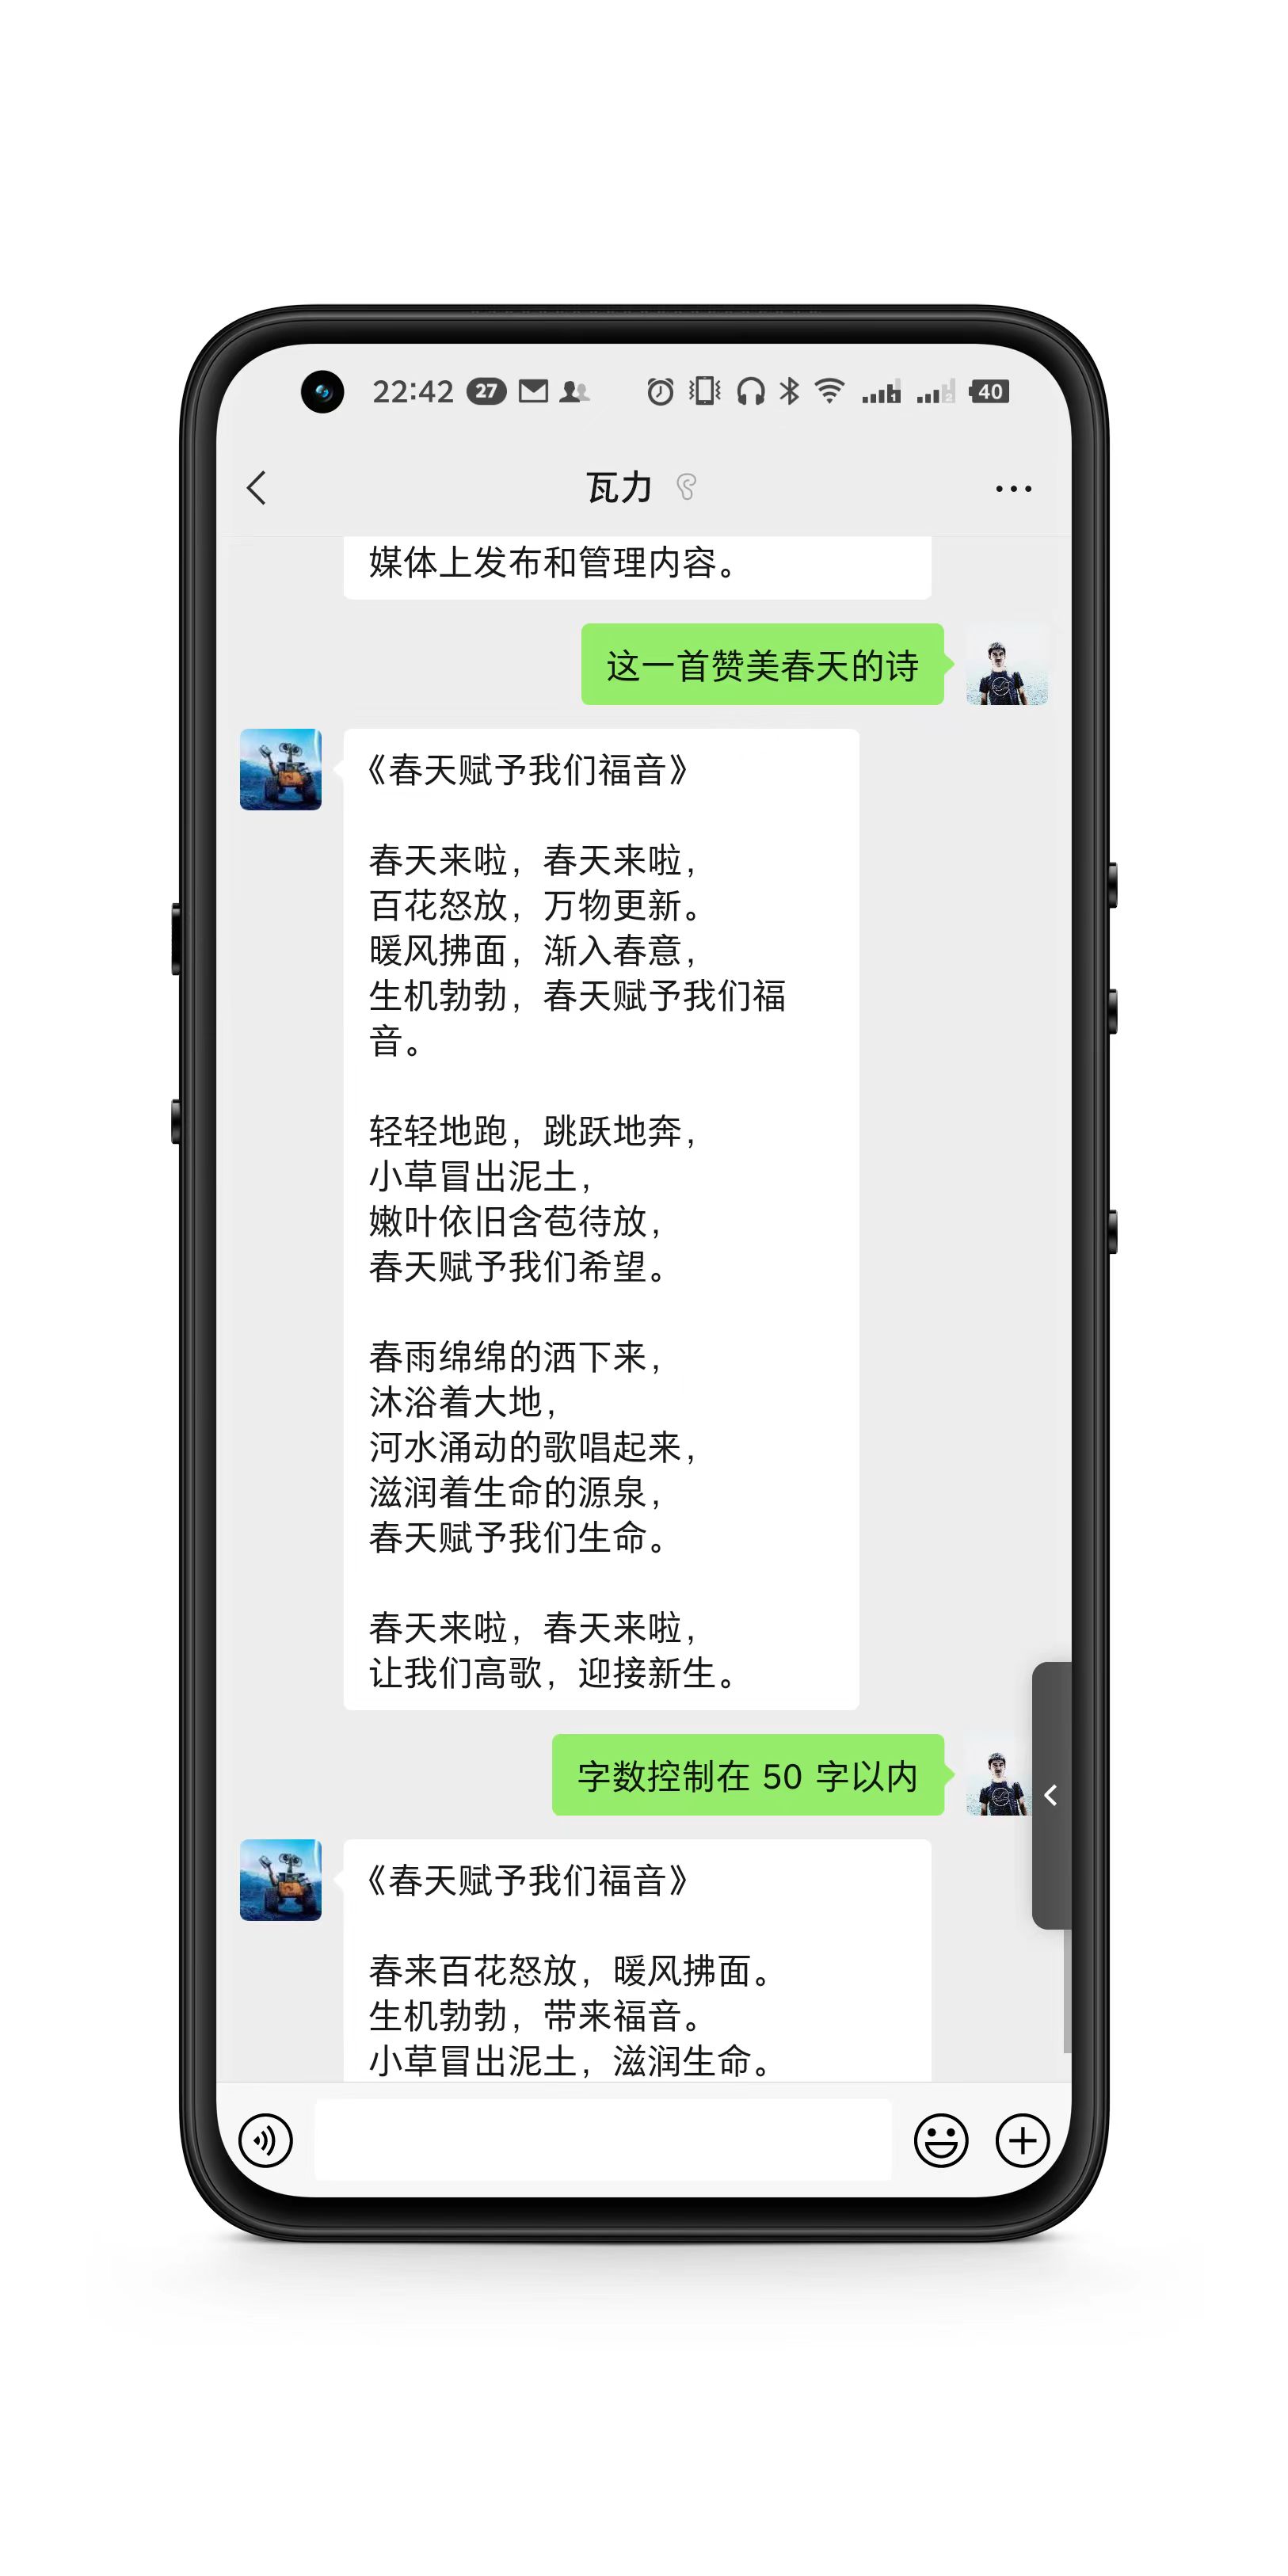 22:42 27 1 2 40
瓦力
媒体上发布和管理内容。
这一首赞美春天的诗
《春天赋予我们福音》
春天来啦，春天来啦，
百花怒放，万物更新。
暖风拂面，渐入春意，
生机勃勃，春天赋予我们福
音。
轻轻地跑，跳跃地奔，
小草冒出泥土，
嫩叶依旧含苞待放，
春天赋予我们希望。
春雨绵绵的洒下来，
沐浴着大地，
河水涌动的歌唱起来，
滋润着生命的源泉，
春天赋予我们生命。
春天来啦，春天来啦，
让我们高歌，迎接新生。
字数控制在 50 字以内
《春天赋予我们福音》
春来百花怒放，暖风拂面。
生机勃勃，带来福音。
小草冒出泥土，滋润生命。